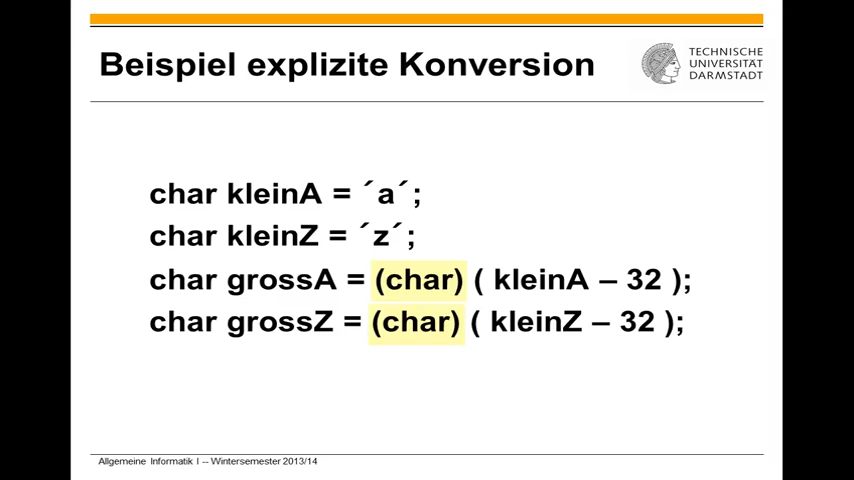 Beispiel explizite Konversion
TECHNISCHE
UNIVERSITÄT
DARMSTADT
char kleinA = ´a´;
char kleinZ = ´z´;
char grossA = (char) ( kleinA – 32 );
char grossZ = (char) ( kleinZ – 32 );
Allgemeine Informatik I -- Wintersemester 2013/14